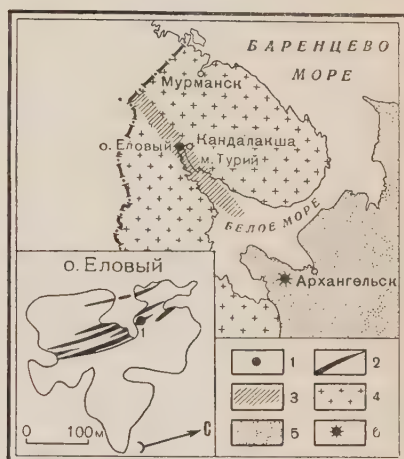 БАРЕНЦЕВО
МОРЕ
Мурманск
о. Еловый
Кандалакша
м. Турий
БЕЛОЕ МОРЕ
Архангельск
о. Еловый
1
0 100м
С
1 2
3 4
5 6